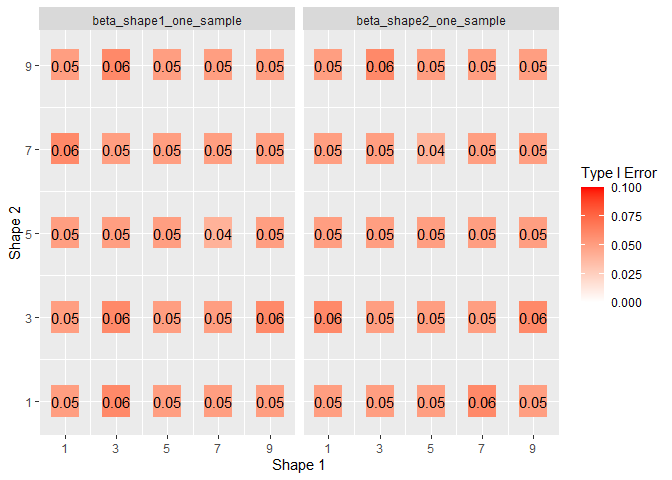 beta_shape1_one_sample beta_shape2_one_sample
9 0.05 0.06 0.05 0.05 0.05 0.05 0.06 0.05 0.05 0.05
7 0.06 0.05 0.05 0.05 0.05 0.05 0.05 0.04 0.05 0.05
5 0.05 0.05 0.05 0.04 0.05 0.05 0.05 0.05 0.05 0.05
3 0.05 0.06 0.05 0.05 0.06 0.06 0.05 0.05 0.05 0.06
1 0.05 0.06 0.05 0.05 0.05 0.05 0.05 0.05 0.06 0.05
1 3 5 7 9 1 3 5 7 9
Shape 1
Shape 2
Type I Error
0.100
0.075
0.050
0.025
0.000